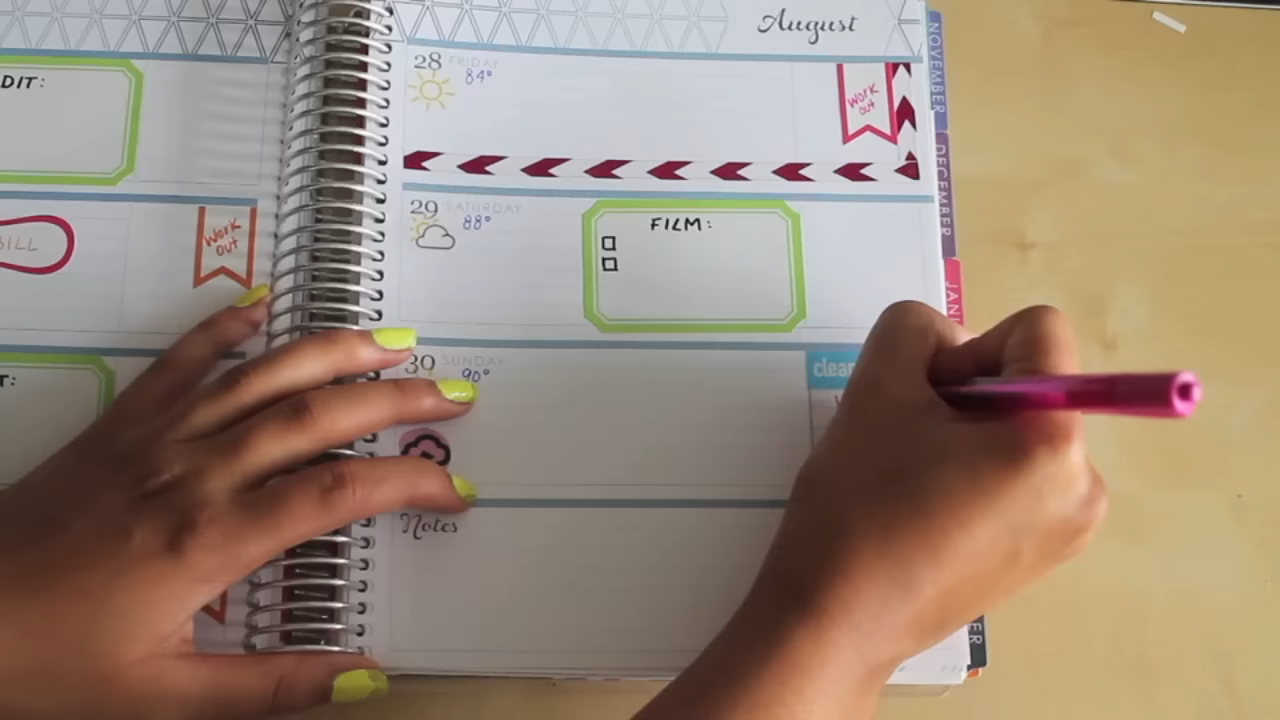 DIT:
BILL
Work
out
T:
August
28 FRIDAY
84°
Work
out
29 SATURDAY
88°
FILM:
30 SUNDAY
90°
Notes
NOVEMBER
DECEMBER